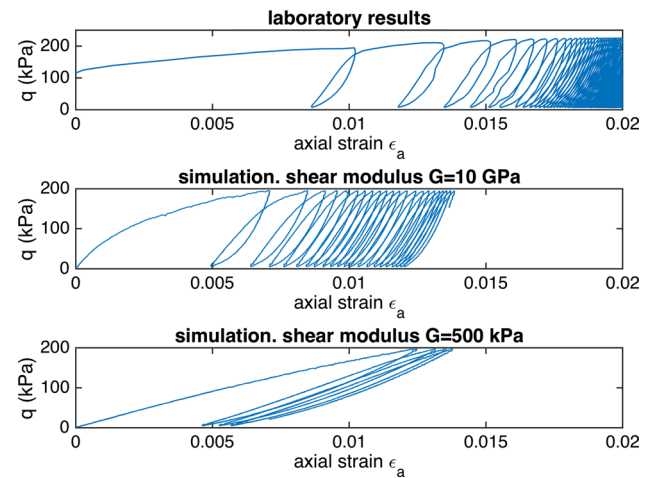 laboratory results
q (kPa)
200
100
0
0
0.005
0.01
0.015
0.02
axial strain ϵa
simulation. shear modulus G=10 GPa
q (kPa)
200
100
0
0
0.005
0.01
0.015
0.02
axial strain ϵa
simulation. shear modulus G=500 kPa
q (kPa)
200
100
0
0
0.005
0.01
0.015
0.02
axial strain ϵa